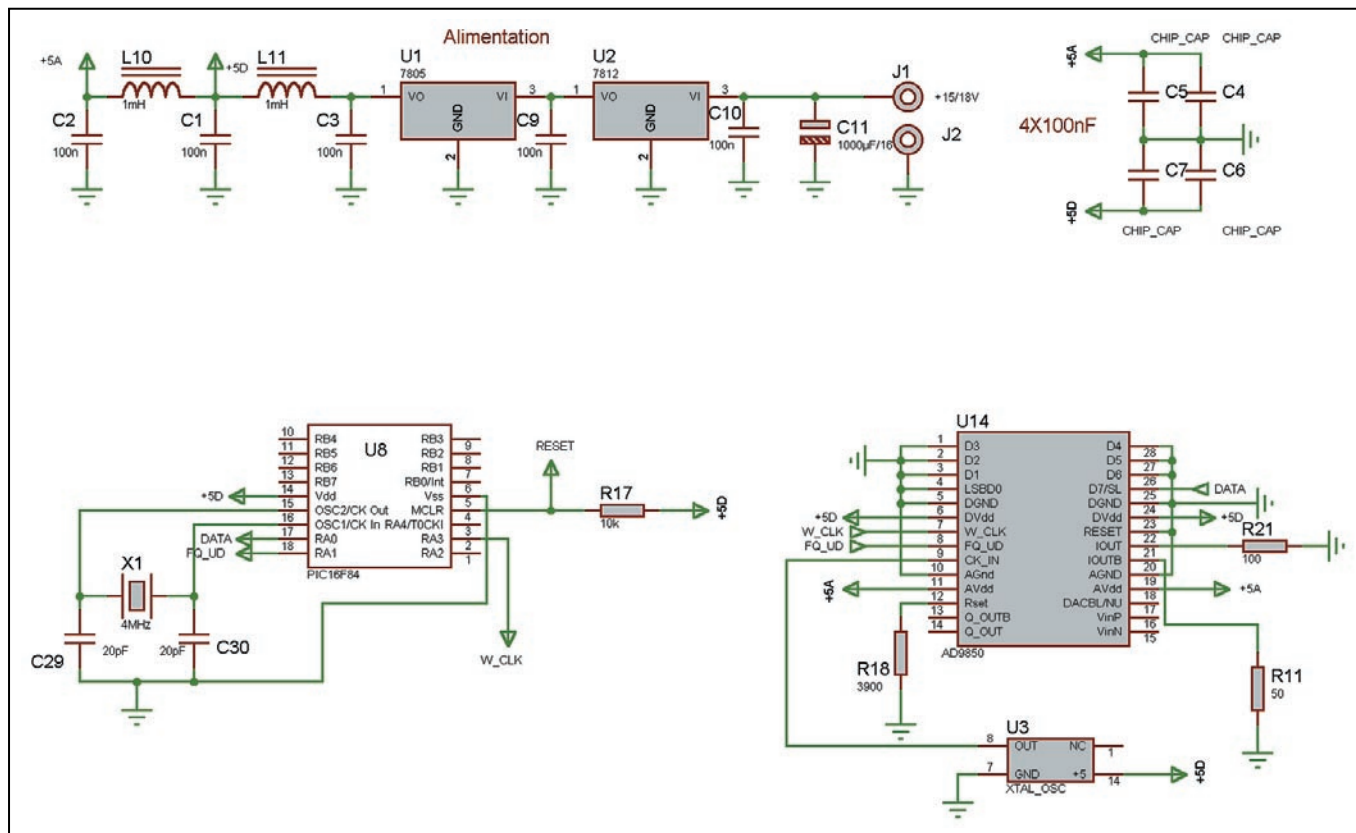 Alimentation
+5A
L10
1mH
+5D
L11
1mH
C2
100n
C1
100n
C3
100n
U1
7805
1
VO
VI
3
GND
2
C9
100n
U2
7812
1
VO
VI
3
GND
2
C10
100n
C11
1000µF/16
J1
+15/18V
J2
CHIP_CAP
CHIP_CAP
+5A
C5
C4
4X100nF
C7
C6
+5D
CHIP_CAP
CHIP_CAP
U8
10 RB4 RB3 9
11 RB5 RB2 8
12 RB6 RB1 7
13 RB7 RB0/Int 6
14 Vdd Vss 5
15 OSC2/CK Out MCLR 4
16 OSC1/CK In RA4/T0CKI 3
17 RA0 RA3 2
18 RA1 RA2 1
PIC16F84
+5D
DATA
FQ_UD
RESET
R17
10k
+5D
W_CLK
X1
4MHz
C29
20pF
20pF
C30
U14
1 D3 D4 28
2 D2 D5 27
3 D1 D6 26
4 LSBD0 D7/SL 25
5 DGND DGND 24
6 DVdd DVdd 23
7 W_CLK RESET 22
8 FQ_UD IOUT 21
9 CK_IN IOUTB 20
10 AGnd AGND 19
11 AVdd AVdd 18
12 Rset DACBL/NU 17
13 Q_OUTB VinP 16
14 Q_OUT VinN 15
AD9850
+5D
W_CLK
FQ_UD
+5A
DATA
+5D
R21
100
+5A
R18
3900
R11
50
U3
8 OUT NC 1
7 GND +5 14
XTAL_OSC
+5D